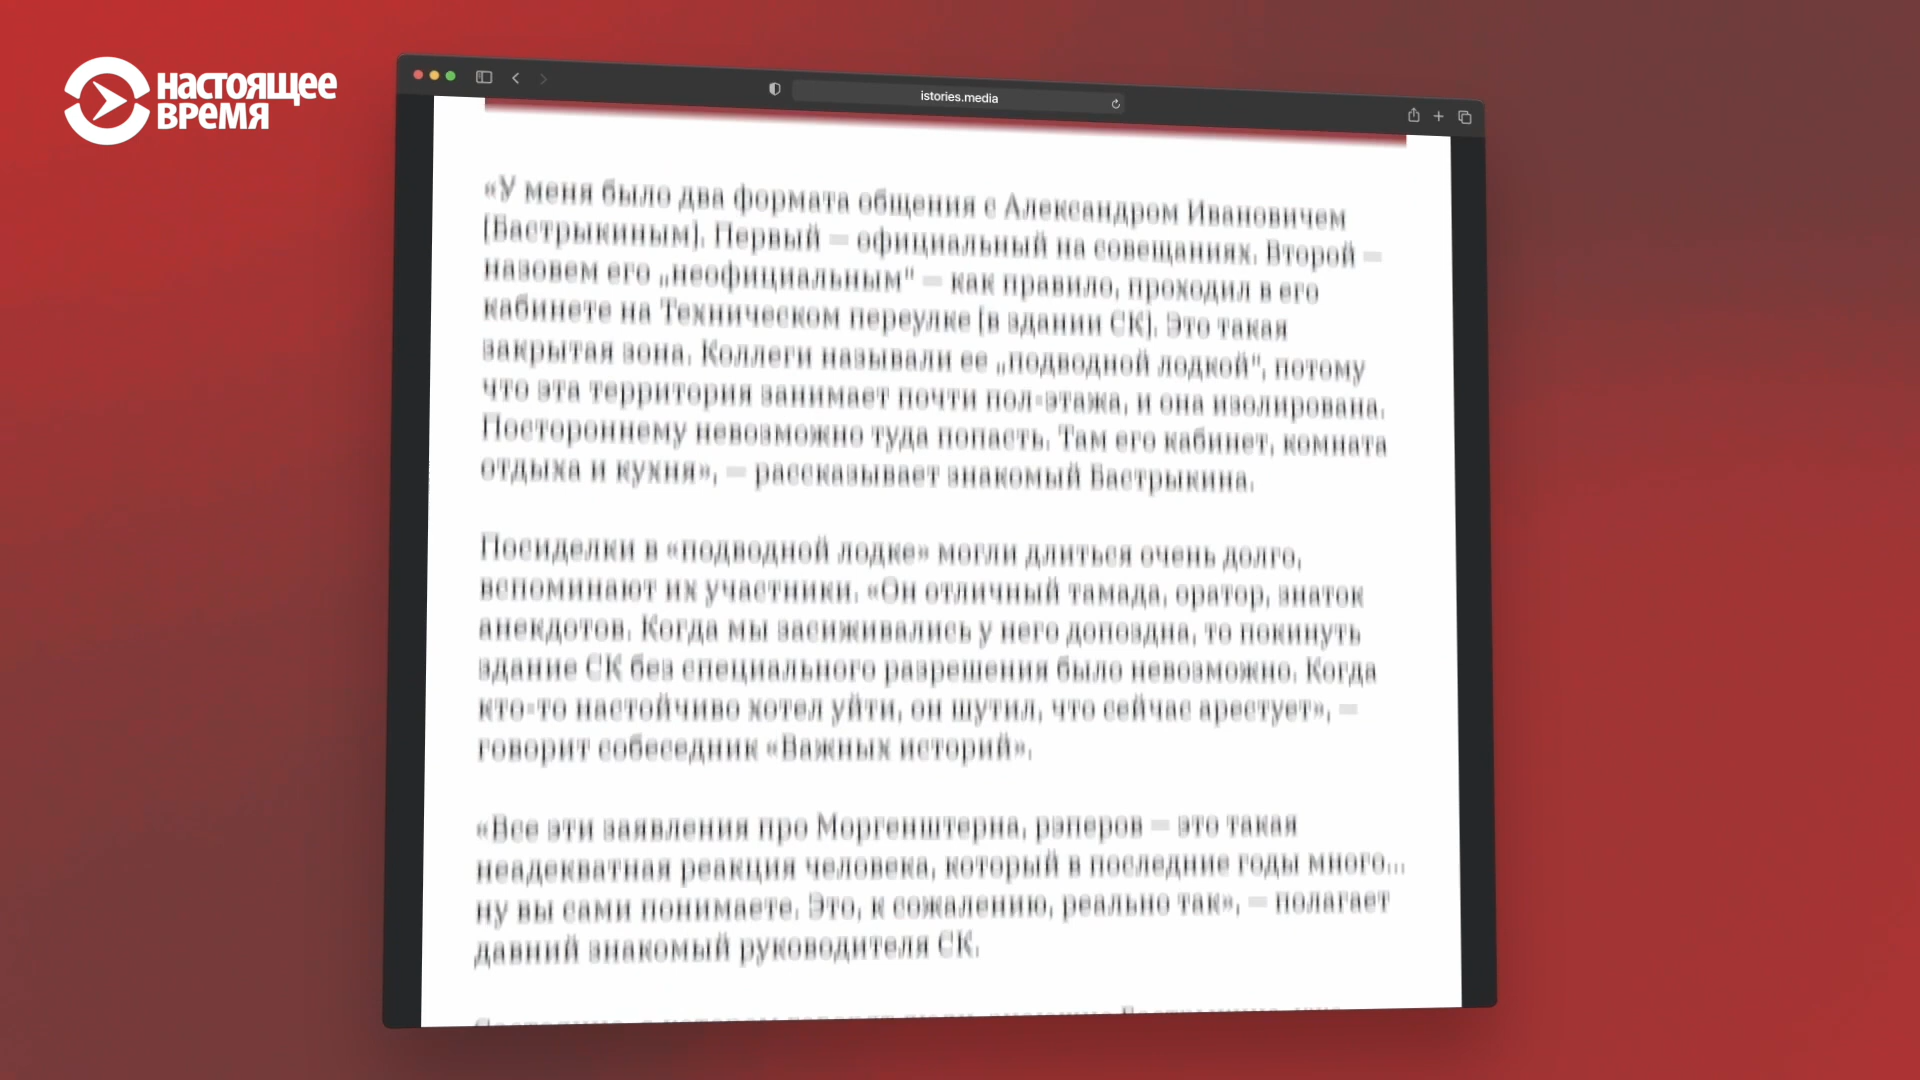 НАСТОЯЩЕЕ
ВРЕМЯ
istories.media
«У меня было два формата общения с Александром Ивановичем
[Бастрыкиным]. Первый — официальный на совещаниях. Второй —
назовем его „неофициальным" — как правило, проходил в его
кабинете на Техническом переулке [в здании СК]. Это такая
закрытая зона. Коллеги называли ее „подводной лодкой", потому
что эта территория занимает почти пол-этажа, и она изолирована.
Постороннему невозможно туда попасть. Там его кабинет, комната
отдыха и кухня», — рассказывает знакомый Бастрыкина.
Посиделки в «подводной лодке» могли длиться очень долго,
вспоминают их участники. «Он отличный тамада, оратор, знаток
анекдотов. Когда мы засиживались у него допоздна, то покинуть
здание СК без специального разрешения было невозможно. Когда
кто-то настойчиво хотел уйти, он шутил, что сейчас арестует», —
говорит собеседник «Важных историй».
«Все эти заявления про Моргенштерна, рэперов — это такая
неадекватная реакция человека, который в последние годы много...
ну вы сами понимаете. Это, к сожалению, реально так», — полагает
давний знакомый руководителя СК.